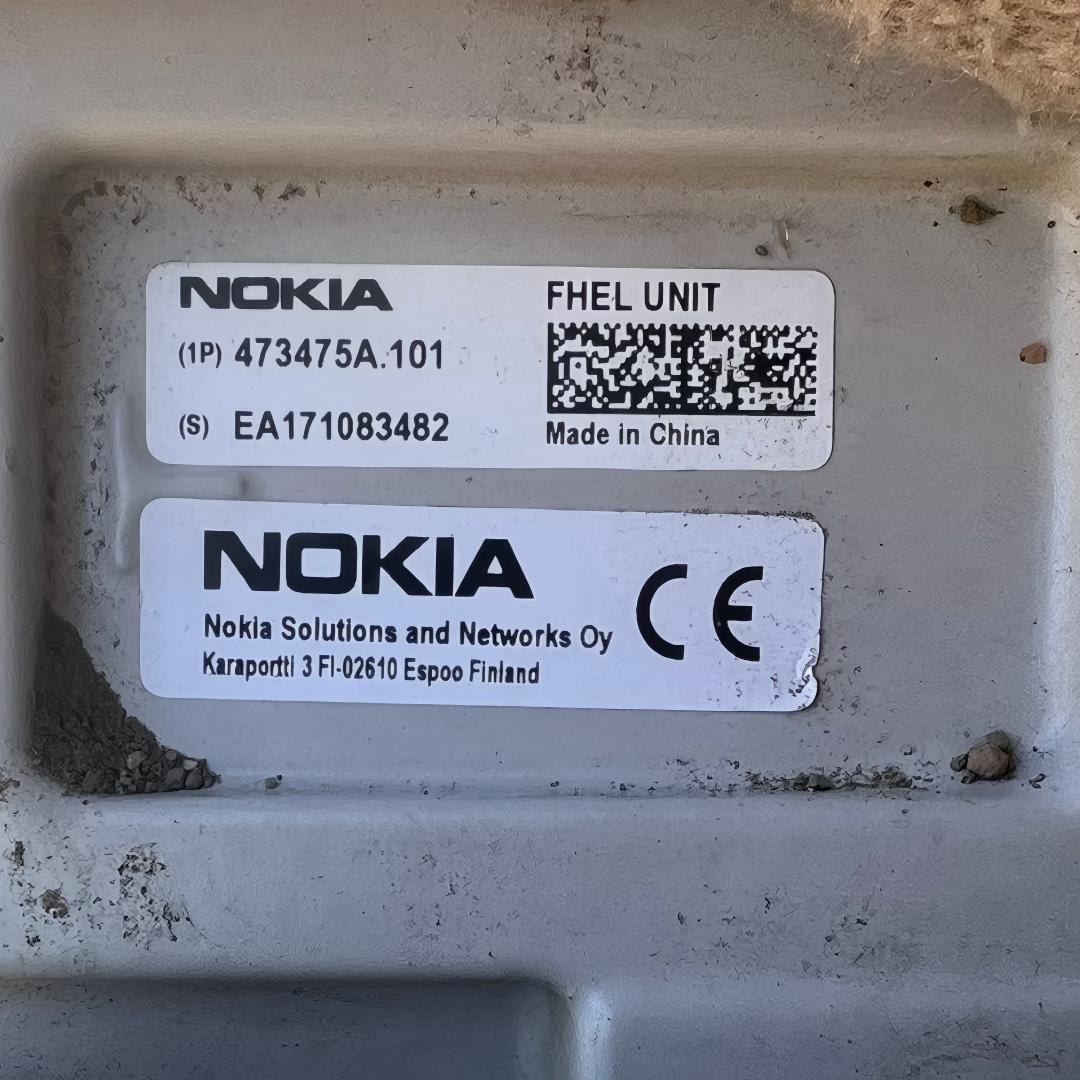 NOKIA
(1P) 473475A.101
(S) EA171083482
FHEL UNIT
Made in China
NOKIA
Nokia Solutions and Networks Oy
Karaportti 3 FI-02610 Espoo Finland
CE